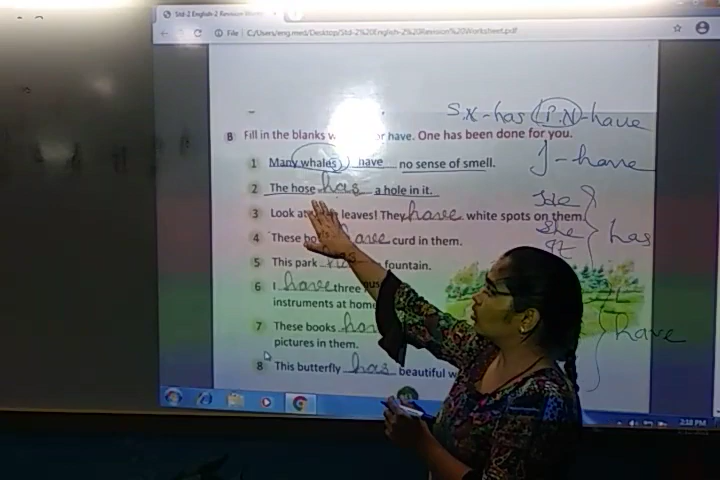 Std-2 English-2 Revision
File C:/Users/eng.med/Desktop/Std-2%20English-2%20Revision%20Worksheet.pdf
S.N-has (P.N)-have
B Fill in the blanks or have. One has been done for you.
I-have
1 Many whales have no sense of smell.
2 The hose has a hole in it.
He
3 Look at leaves! They have white spots on them
She
It
has
4 These have curd in them.
5 This park has fountain.
6 I have three
instruments at home
7 These books
pictures in them.
have
8 This butterfly has beautiful
2:18 PM